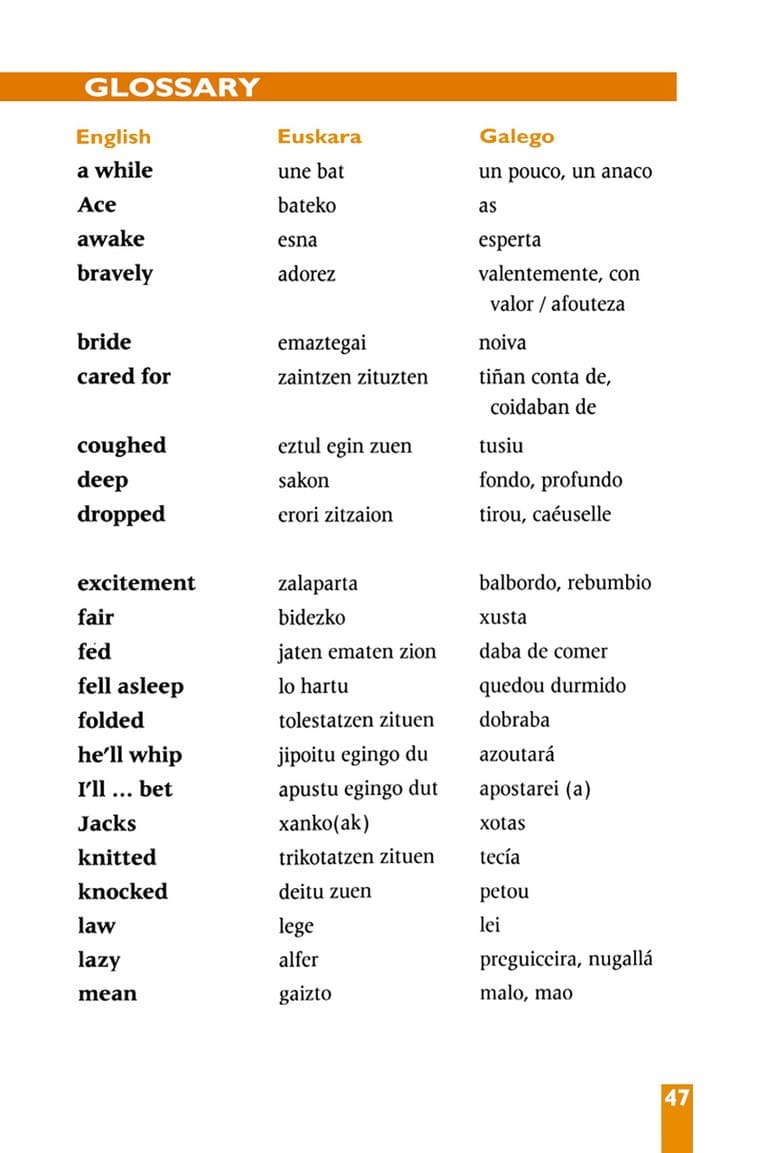 GLOSSARY
English Euskara Galego
a while une bat un pouco, un anaco
Ace bateko as
awake esna esperta
bravely adorez valentemente, con
valor / afouteza
bride emaztegai noiva
cared for zaintzen zituzten tiñan conta de,
coidaban de
coughed eztul egin zuen tusiu
deep sakon fondo, profundo
dropped erori zitzaion tirou, caéuselle
excitement zalaparta balbordo, rebumbio
fair bidezko xusta
fed jaten ematen zion daba de comer
fell asleep lo hartu quedou durmido
folded tolestatzen zituen dobraba
he'll whip jipoitu egingo du azoutará
I'll ... bet apustu egingo dut apostarei (a)
Jacks xanko(ak) xotas
knitted trikotatzen zituen tecía
knocked deitu zuen petou
law lege lei
lazy alfer preguiceira, nugallá
mean gaizto malo, mao
47